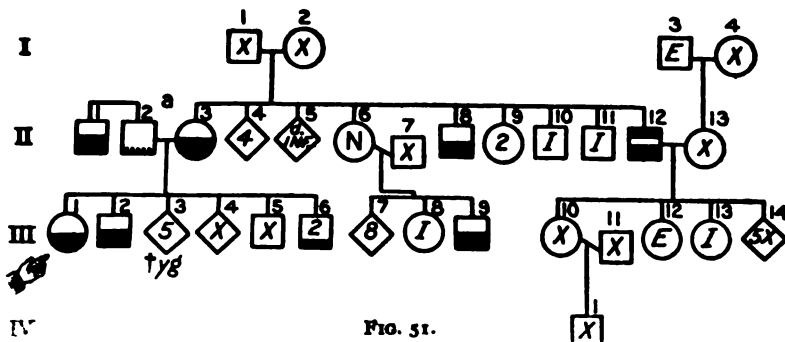 1 2 3 4
I X X E X
a
1 2 3 4 5 6 7 8 9 10 11 12 13
II 4 N X 2 I I X
1 2 3 4 5 6 7 8 9 10 11 12 13 14
III 5 X X 2 8 I X X E I 5X
†yg
1
IV X
FIG. 51.